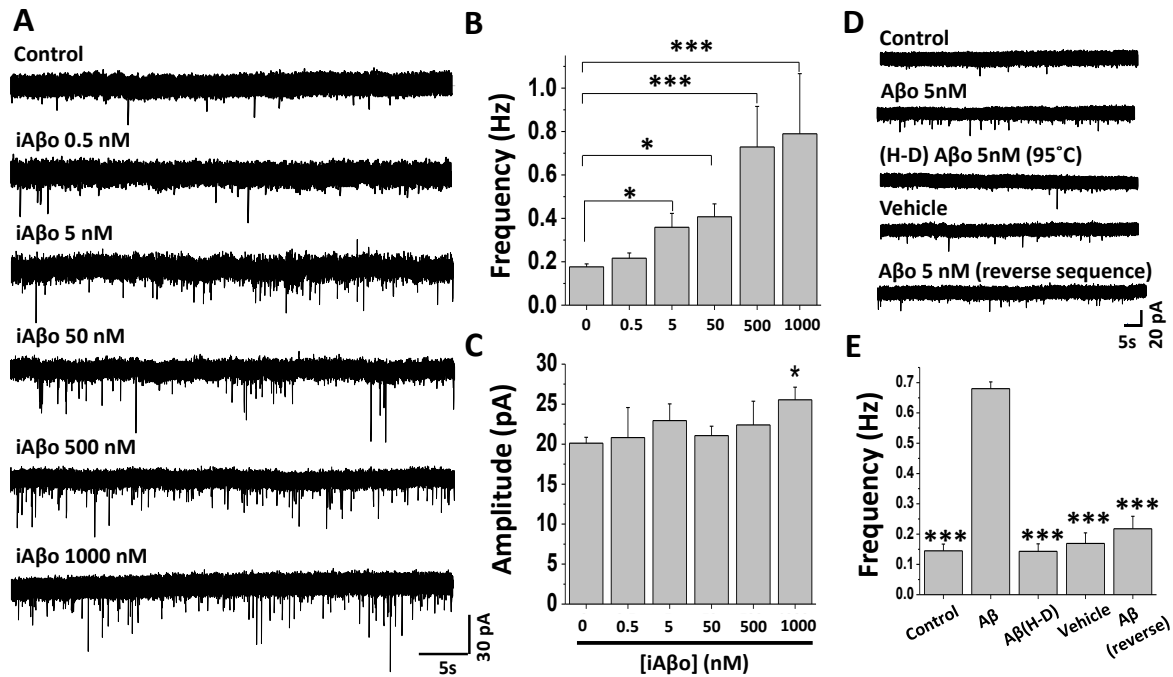 A
Control
iAβo 0.5 nM
iAβo 5 nM
iAβo 50 nM
iAβo 500 nM
iAβo 1000 nM
30 pA
5s
B
Frequency (Hz)
1.0
0.8
0.6
0.4
0.2
0.0
***
***
*
*
0 0.5 5 50 500 1000
C
Amplitude (pA)
30
25
20
15
10
5
0
*
0 0.5 5 50 500 1000
[iAβo] (nM)
D
Control
Aβo 5nM
(H-D) Aβo 5nM (95˚C)
Vehicle
Aβo 5 nM (reverse sequence)
5s
20 pA
E
Frequency (Hz)
0.7
0.6
0.5
0.4
0.3
0.2
0.1
0.0
*** *** *** ***
Control Aβ Aβ(H-D) Vehicle Aβ
(reverse)